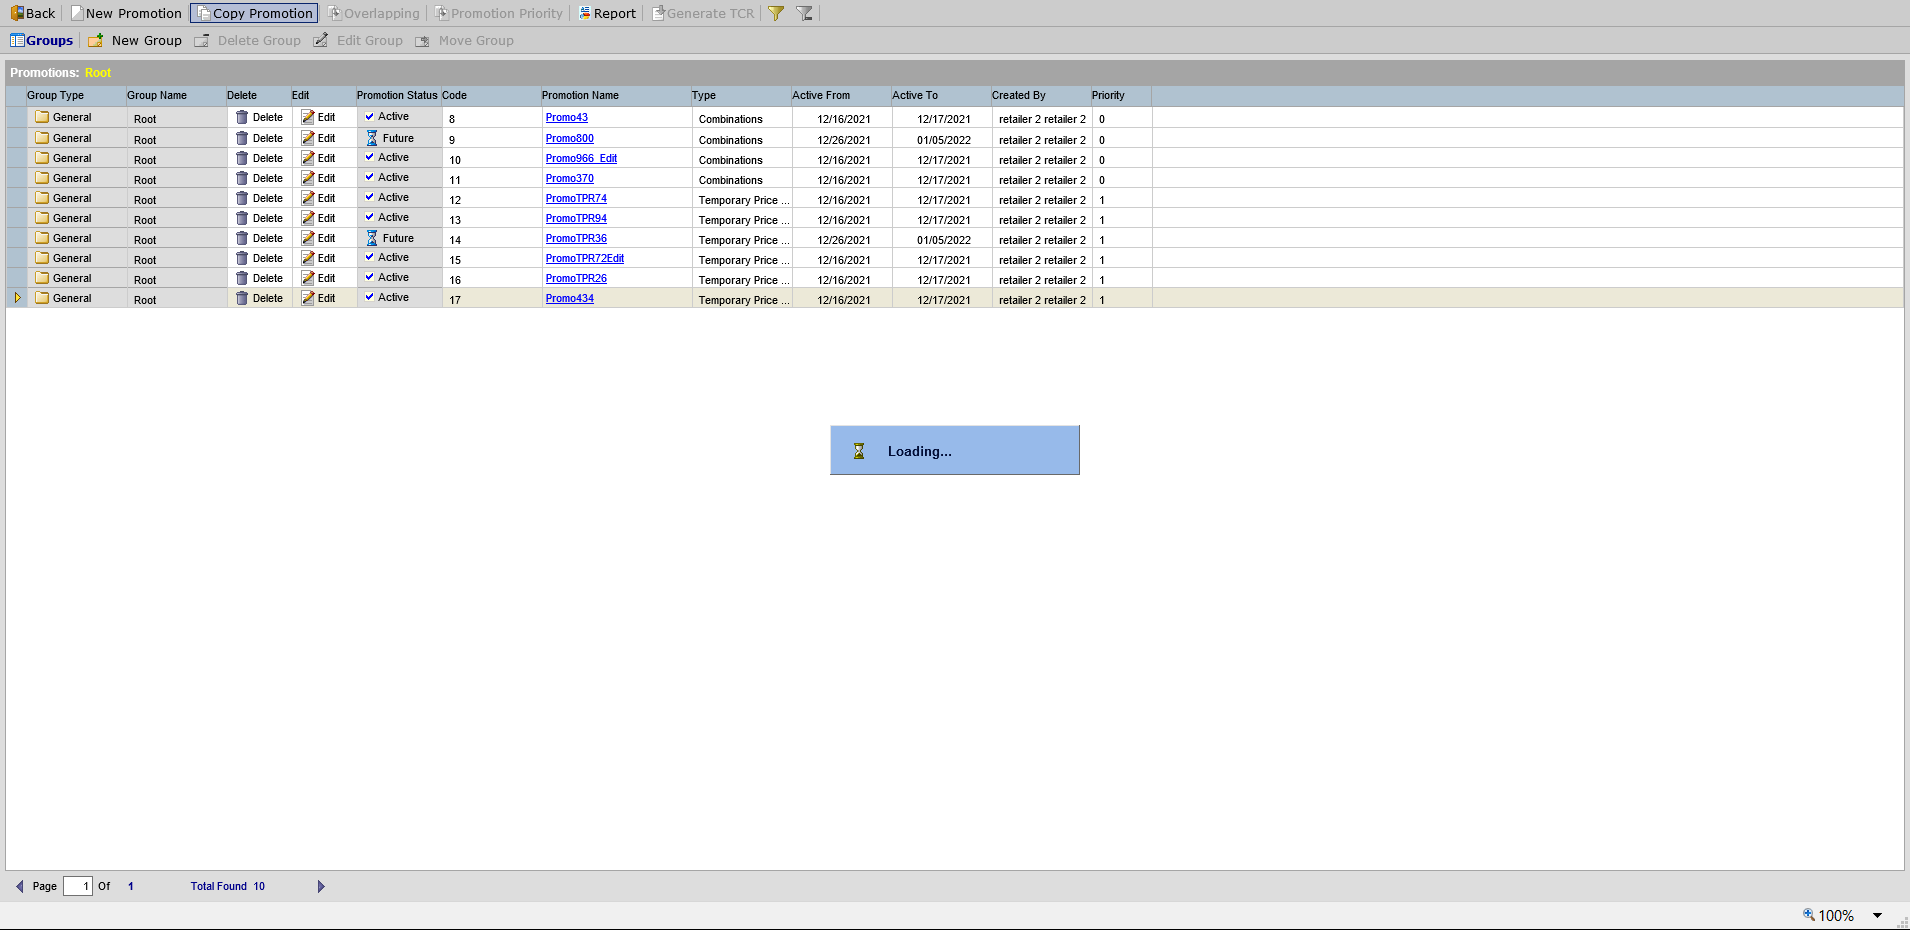 Back New Promotion Copy Promotion Overlapping Promotion Priority Report Generate TCR
Groups New Group Delete Group Edit Group Move Group
Promotions: Root
Group Type Group Name Delete Edit Promotion Status Code Promotion Name Type Active From Active To Created By Priority
General Root Delete Edit Active 8 Promo43 Combinations 12/16/2021 12/17/2021 retailer 2 retailer 2 0
General Root Delete Edit Future 9 Promo800 Combinations 12/26/2021 01/05/2022 retailer 2 retailer 2 0
General Root Delete Edit Active 10 Promo966_Edit Combinations 12/16/2021 12/17/2021 retailer 2 retailer 2 0
General Root Delete Edit Active 11 Promo370 Combinations 12/16/2021 12/17/2021 retailer 2 retailer 2 0
General Root Delete Edit Active 12 PromoTPR74 Temporary Price ... 12/16/2021 12/17/2021 retailer 2 retailer 2 1
General Root Delete Edit Active 13 PromoTPR94 Temporary Price ... 12/16/2021 12/17/2021 retailer 2 retailer 2 1
General Root Delete Edit Future 14 PromoTPR36 Temporary Price ... 12/26/2021 01/05/2022 retailer 2 retailer 2 1
General Root Delete Edit Active 15 PromoTPR72Edit Temporary Price ... 12/16/2021 12/17/2021 retailer 2 retailer 2 1
General Root Delete Edit Active 16 PromoTPR26 Temporary Price ... 12/16/2021 12/17/2021 retailer 2 retailer 2 1
General Root Delete Edit Active 17 Promo434 Temporary Price ... 12/16/2021 12/17/2021 retailer 2 retailer 2 1
Loading...
Page 1 Of 1 Total Found 10
100%